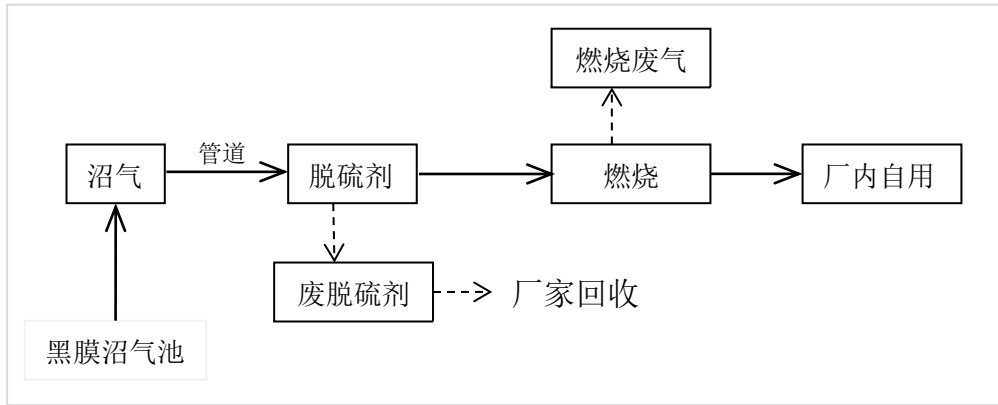 燃烧废气
管道
沼气
脱硫剂
燃烧
厂内自用
废脱硫剂
厂家回收
黑膜沼气池